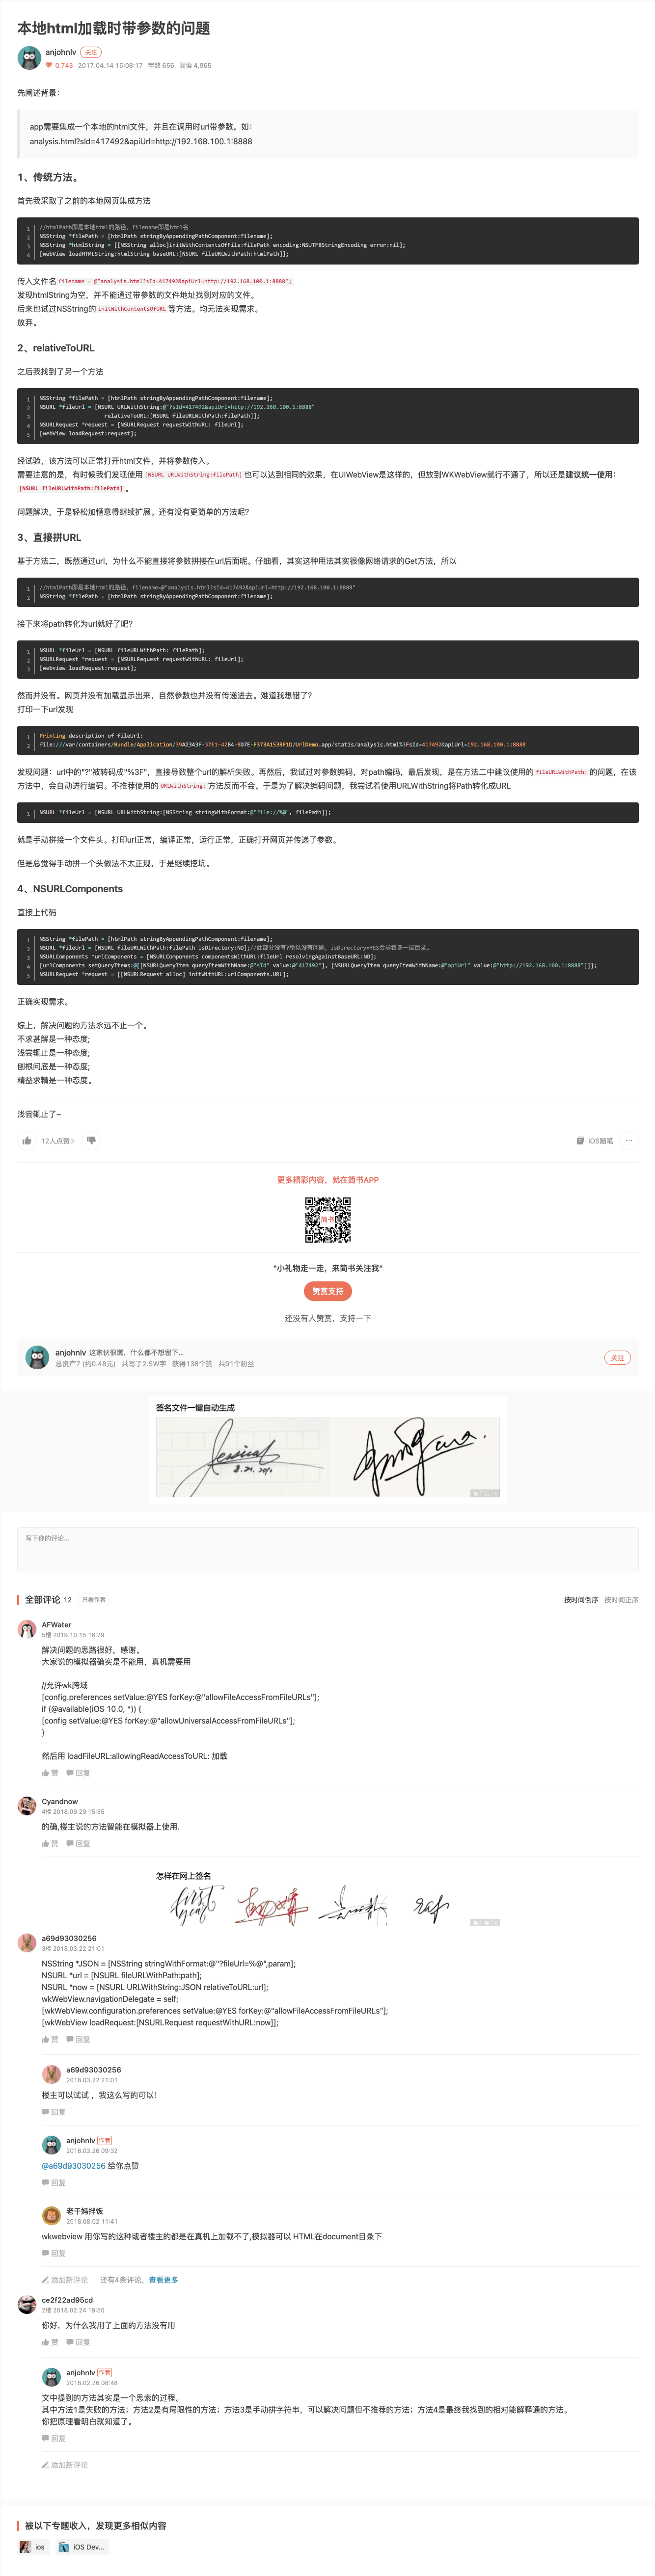 本地html加载时带参数的问题
anjohnlv 关注
0.743 2017.04.14 15:08:17 字数 656 阅读 4,965
先阐述背景：
app需要集成一个本地的html文件，并且在调用时url带参数。如：
analysis.html?sId=417492&apiUrl=http://192.168.100.1:8888
1、传统方法。
首先我采取了之前的本地网页集成方法
1 //htmlPath即是本地html的路径，filename即是html名
2 NSString *filePath = [htmlPath stringByAppendingPathComponent:filename];
3 NSString *htmlString = [[NSString alloc]initWithContentsOfFile:filePath encoding:NSUTF8StringEncoding error:nil];
4 [webView loadHTMLString:htmlString baseURL:[NSURL fileURLWithPath:htmlPath]];
传入文件名 filename = @"analysis.html?sId=417492&apiUrl=http://192.168.100.1:8888";
发现htmlString为空，并不能通过带参数的文件地址找到对应的文件。
后来也试过NSString的 initWithContentsOfURL 等方法。均无法实现需求。
放弃。
2、relativeToURL
之后我找到了另一个方法
1 NSString *filePath = [htmlPath stringByAppendingPathComponent:filename];
2 NSURL *fileUrl = [NSURL URLWithString:@"?sId=417492&apiUrl=http://192.168.100.1:8888"
3 relativeToURL:[NSURL fileURLWithPath:filePath]];
4 NSURLRequest *request = [NSURLRequest requestWithURL: fileUrl];
5 [webView loadRequest:request];
经试验，该方法可以正常打开html文件，并将参数传入。
需要注意的是，有时候我们发现使用 [NSURL URLWithString:filePath] 也可以达到相同的效果，在UIWebView是这样的，但放到WKWebView就行不通了，所以还是建议统一使用：
[NSURL fileURLWithPath:filePath] 。
问题解决，于是轻松加惬意得继续扩展。还有没有更简单的方法呢？
3、直接拼URL
基于方法二，既然通过url，为什么不能直接将参数拼接在url后面呢。仔细看，其实这种用法其实很像网络请求的Get方法，所以
1 //htmlPath即是本地html的路径，filename=@"analysis.html?sId=417492&apiUrl=http://192.168.100.1:8888"
2 NSString *filePath = [htmlPath stringByAppendingPathComponent:filename];
接下来将path转化为url就好了吧？
1 NSURL *fileUrl = [NSURL fileURLWithPath: filePath];
2 NSURLRequest *request = [NSURLRequest requestWithURL: fileUrl];
3 [webview loadRequest:request];
然而并没有。网页并没有加载显示出来，自然参数也并没有传递进去。难道我想错了？
打印一下url发现
1 Printing description of fileUrl:
2 file:///var/containers/Bundle/Application/39A2343F-37E1-42B4-8D7E-F373A1538F1D/UrlDemo.app/statis/analysis.html%3FsId=417492&apiUrl=192.168.100.1:8888
发现问题：url中的"?"被转码成"%3F"，直接导致整个url的解析失败。再然后，我试过对参数编码，对path编码，最后发现，是在方法二中建议使用的 fileURLWithPath: 的问题，在该
方法中，会自动进行编码。不推荐使用的 URLWithString: 方法反而不会。于是为了解决编码问题，我尝试着使用URLWithString将Path转化成URL
1 NSURL *fileUrl = [NSURL URLWithString:[NSString stringWithFormat:@"file://%@", filePath]];
就是手动拼接一个文件头。打印url正常，编译正常，运行正常，正确打开网页并传递了参数。
但是总觉得手动拼一个头做法不太正规，于是继续挖坑。
4、NSURLComponents
直接上代码
1 NSString *filePath = [htmlPath stringByAppendingPathComponent:filename];
2 NSURL *fileUrl = [NSURL fileURLWithPath:filePath isDirectory:NO];//此部分没有?所以没有问题，isDirectory=YES会导致多一层目录。
3 NSURLComponents *urlComponents = [NSURLComponents componentsWithURL:fileUrl resolvingAgainstBaseURL:NO];
4 [urlComponents setQueryItems:@[[NSURLQueryItem queryItemWithName:@"sId" value:@"417492"], [NSURLQueryItem queryItemWithName:@"apiUrl" value:@"http://192.168.100.1:8888"]]];
5 NSURLRequest *request = [[NSURLRequest alloc] initWithURL:urlComponents.URL];
正确实现需求。
综上，解决问题的方法永远不止一个。
不求甚解是一种态度；
浅尝辄止是一种态度；
刨根问底是一种态度；
精益求精是一种态度。
浅尝辄止了~
12人点赞 > iOS随笔 ...
更多精彩内容，就在简书APP
简书
"小礼物走一走，来简书关注我"
赞赏支持
还没有人赞赏，支持一下
anjohnlv 这家伙很懒，什么都不想留下...
总资产7 (约0.48元) 共写了2.5W字 获得138个赞 共91个粉丝
关注
签名文件一键自动生成
写下你的评论...
全部评论 12 只看作者 按时间倒序 按时间正序
AFWater
5楼 2019.10.15 16:29
解决问题的思路很好，感谢。
大家说的模拟器确实是不能用，真机需要用
//允许wk跨域
[config.preferences setValue:@YES forKey:@"allowFileAccessFromFileURLs"];
if (@available(iOS 10.0, *)) {
[config setValue:@YES forKey:@"allowUniversalAccessFromFileURLs"];
}
然后用 loadFileURL:allowingReadAccessToURL: 加载
赞 回复
Cyandnow
4楼 2018.09.29 15:35
的确,楼主说的方法智能在模拟器上使用.
赞 回复
怎样在网上签名
a69d93030256
3楼 2018.03.22 21:01
NSString *JSON = [NSString stringWithFormat:@"?fileUrl=%@",param];
NSURL *url = [NSURL fileURLWithPath:path];
NSURL *now = [NSURL URLWithString:JSON relativeToURL:url];
wkWebView.navigationDelegate = self;
[wkWebView.configuration.preferences setValue:@YES forKey:@"allowFileAccessFromFileURLs"];
[wkWebView loadRequest:[NSURLRequest requestWithURL:now]];
赞 回复
a69d93030256
2018.03.22 21:01
楼主可以试试 ，我这么写的可以！
回复
anjohnlv 作者
2018.03.26 09:32
@a69d93030256 给你点赞
回复
老干妈拌饭
2018.08.02 11:41
wkwebview 用你写的这种或者楼主的都是在真机上加载不了,模拟器可以 HTML在document目录下
回复
添加新评论 还有4条评论，查看更多
ce2f22ad95cd
2楼 2018.02.24 19:50
你好，为什么我用了上面的方法没有用
赞 回复
anjohnlv 作者
2018.02.26 08:48
文中提到的方法其实是一个思索的过程。
其中方法1是失败的方法；方法2是有局限性的方法；方法3是手动拼字符串，可以解决问题但不推荐的方法；方法4是最终我找到的相对能解释通的方法。
你把原理看明白就知道了。
回复
添加新评论
被以下专题收入，发现更多相似内容
ios iOS Dev...